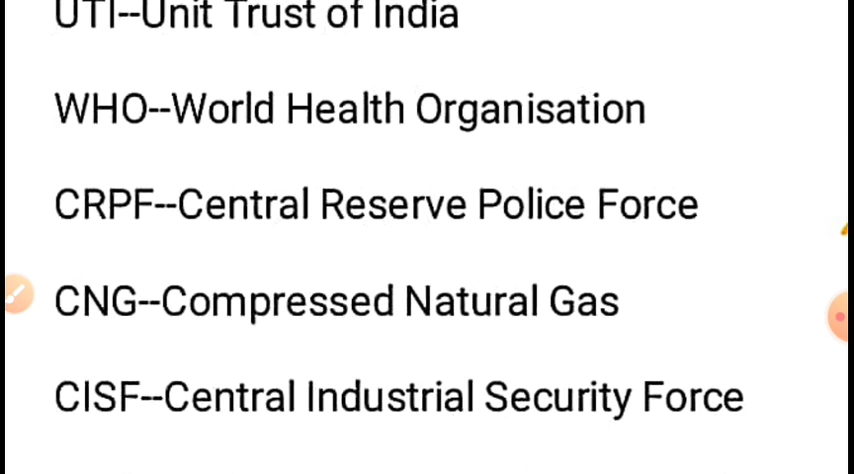 UTI--Unit Trust of India
WHO--World Health Organisation
CRPF--Central Reserve Police Force
CNG--Compressed Natural Gas
CISF--Central Industrial Security Force